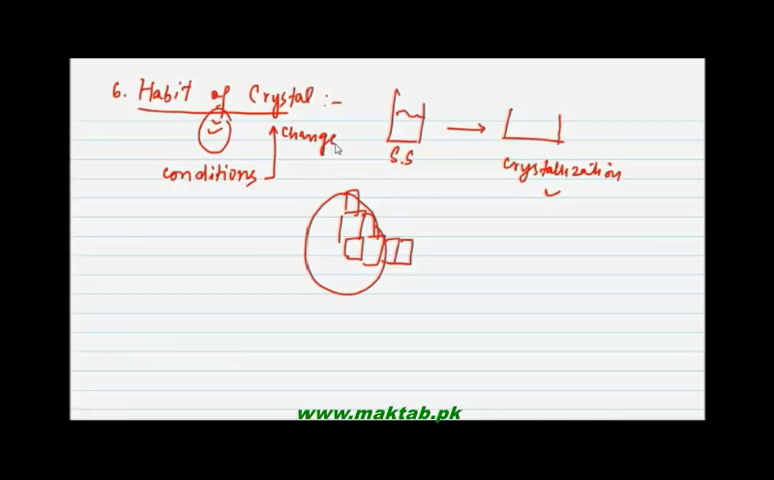 6. Habit of Crystal :-
change
conditions
S.S
crystallization
www.maktab.pk